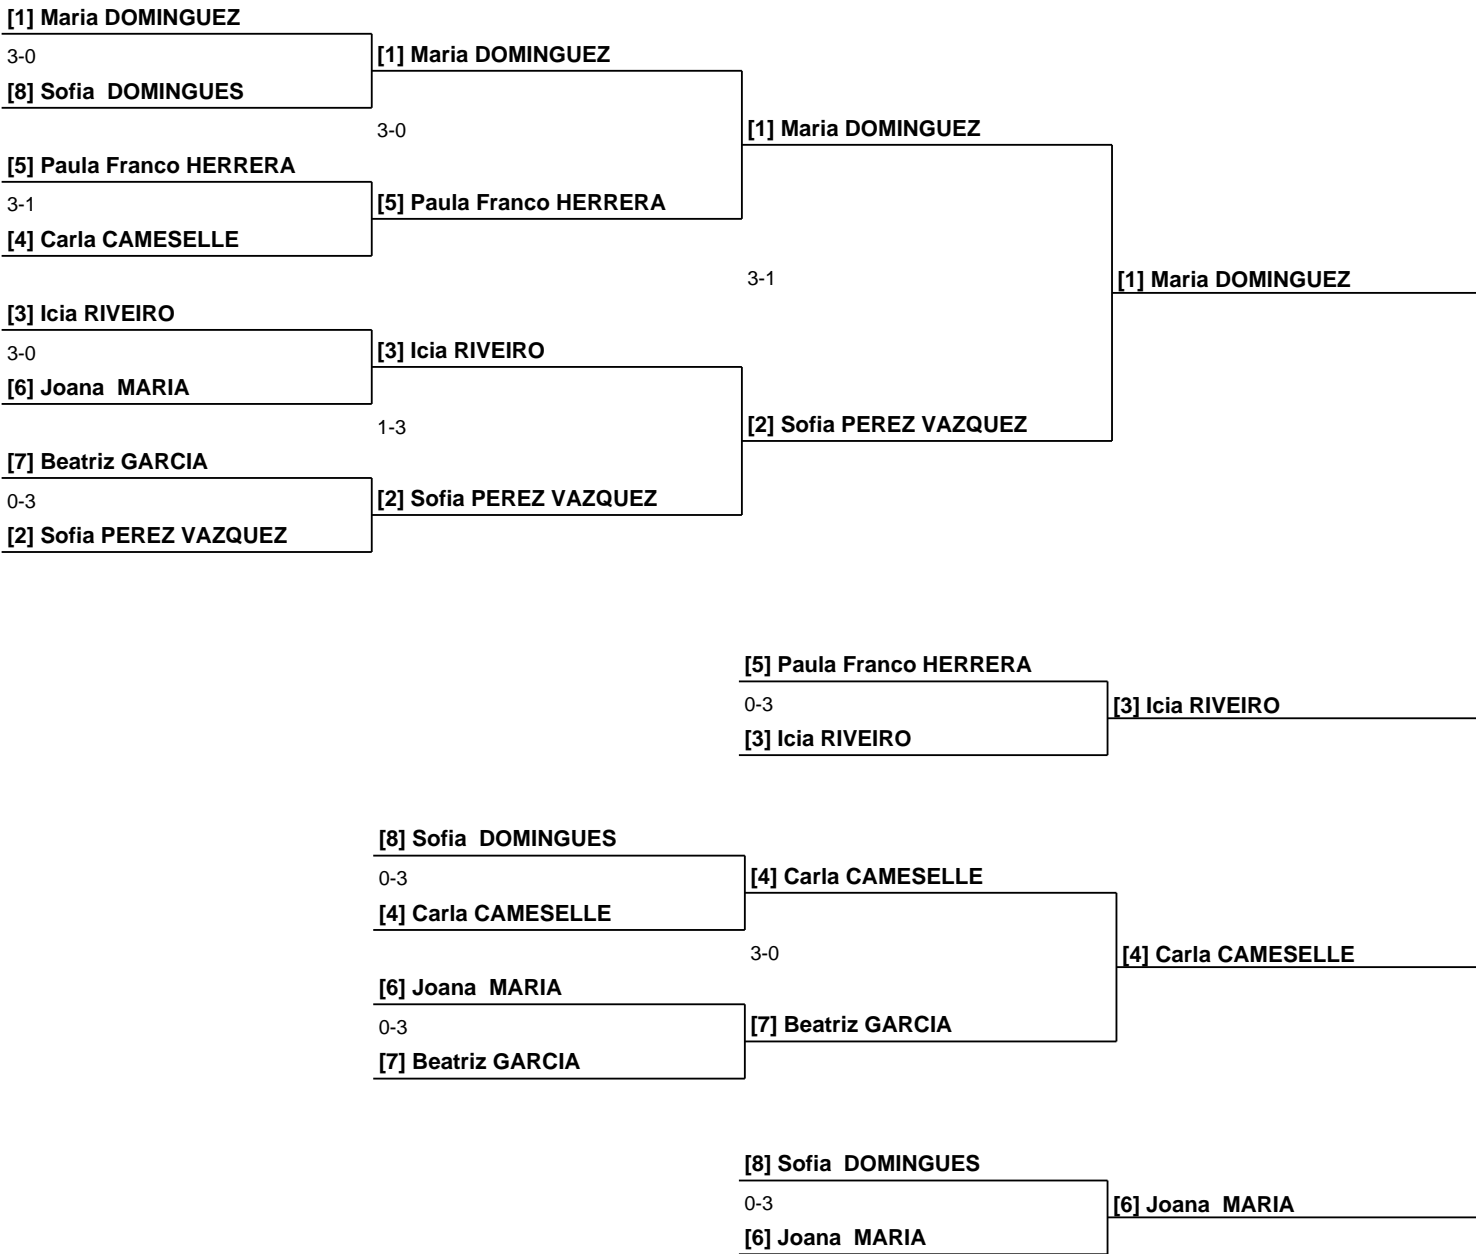 [1] Maria DOMINGUEZ
3-0
[1] Maria DOMINGUEZ
[8] Sofia  DOMINGUES
3-0
[1] Maria DOMINGUEZ
[5] Paula Franco HERRERA
3-1
[5] Paula Franco HERRERA
[4] Carla CAMESELLE
3-1
[1] Maria DOMINGUEZ
[3] Icia RIVEIRO
3-0
[3] Icia RIVEIRO
[6] Joana  MARIA
1-3
[2] Sofia PEREZ VAZQUEZ
[7] Beatriz GARCIA
0-3
[2] Sofia PEREZ VAZQUEZ
[2] Sofia PEREZ VAZQUEZ
[5] Paula Franco HERRERA
0-3
[3] Icia RIVEIRO
[3] Icia RIVEIRO
[8] Sofia  DOMINGUES
0-3
[4] Carla CAMESELLE
[4] Carla CAMESELLE
3-0
[4] Carla CAMESELLE
[6] Joana  MARIA
0-3
[7] Beatriz GARCIA
[7] Beatriz GARCIA
[8] Sofia  DOMINGUES
0-3
[6] Joana  MARIA
[6] Joana  MARIA